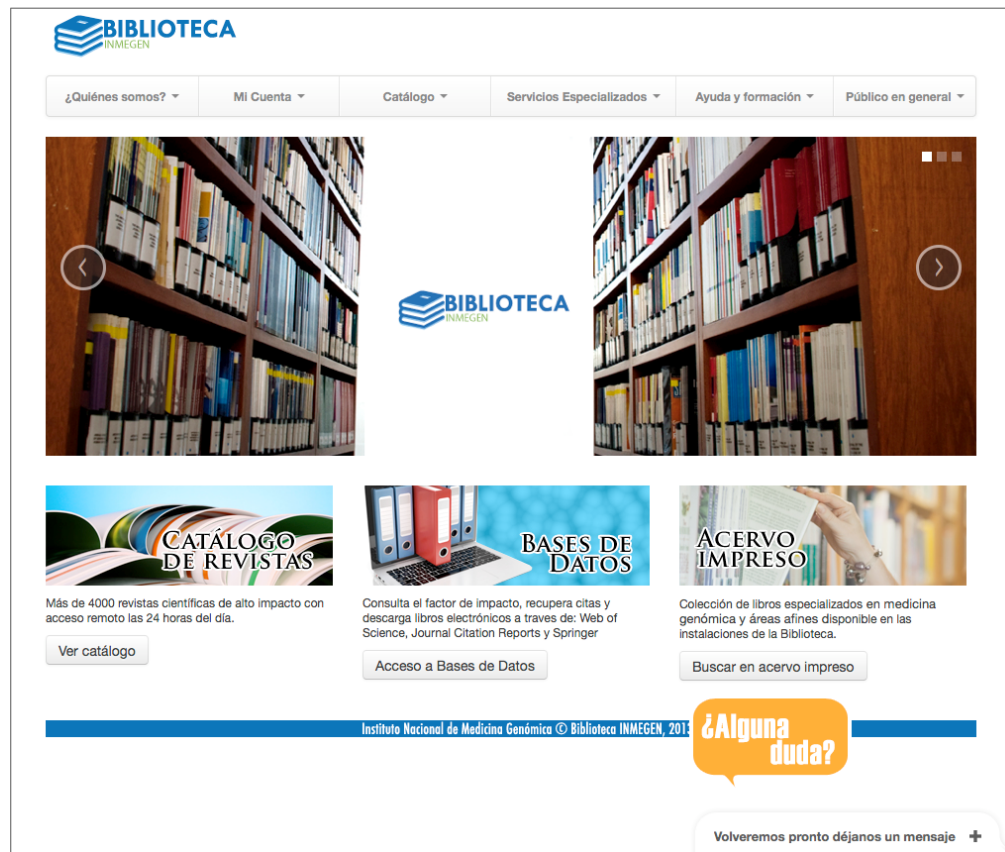 BIBLIOTECA
INMEGEN
¿Quiénes somos?
Mi Cuenta
Catálogo
Servicios Especializados
Ayuda y formación
Público en general
BIBLIOTECA
INMEGEN
CATÁLOGO
DE REVISTAS
Más de 4000 revistas científicas de alto impacto con
acceso remoto las 24 horas del día.
Ver catálogo
BASES DE
DATOS
Consulta el factor de impacto, recupera citas y
descarga libros electrónicos a traves de: Web of
Science, Journal Citation Reports y Springer
Acceso a Bases de Datos
ACERVO
IMPRESO
Colección de libros especializados en medicina
genómica y áreas afines disponible en las
instalaciones de la Biblioteca.
Buscar en acervo impreso
Instituto Nacional de Medicina Genómica © Biblioteca INMEGEN, 2013
¿Alguna
duda?
Volveremos pronto déjanos un mensaje +